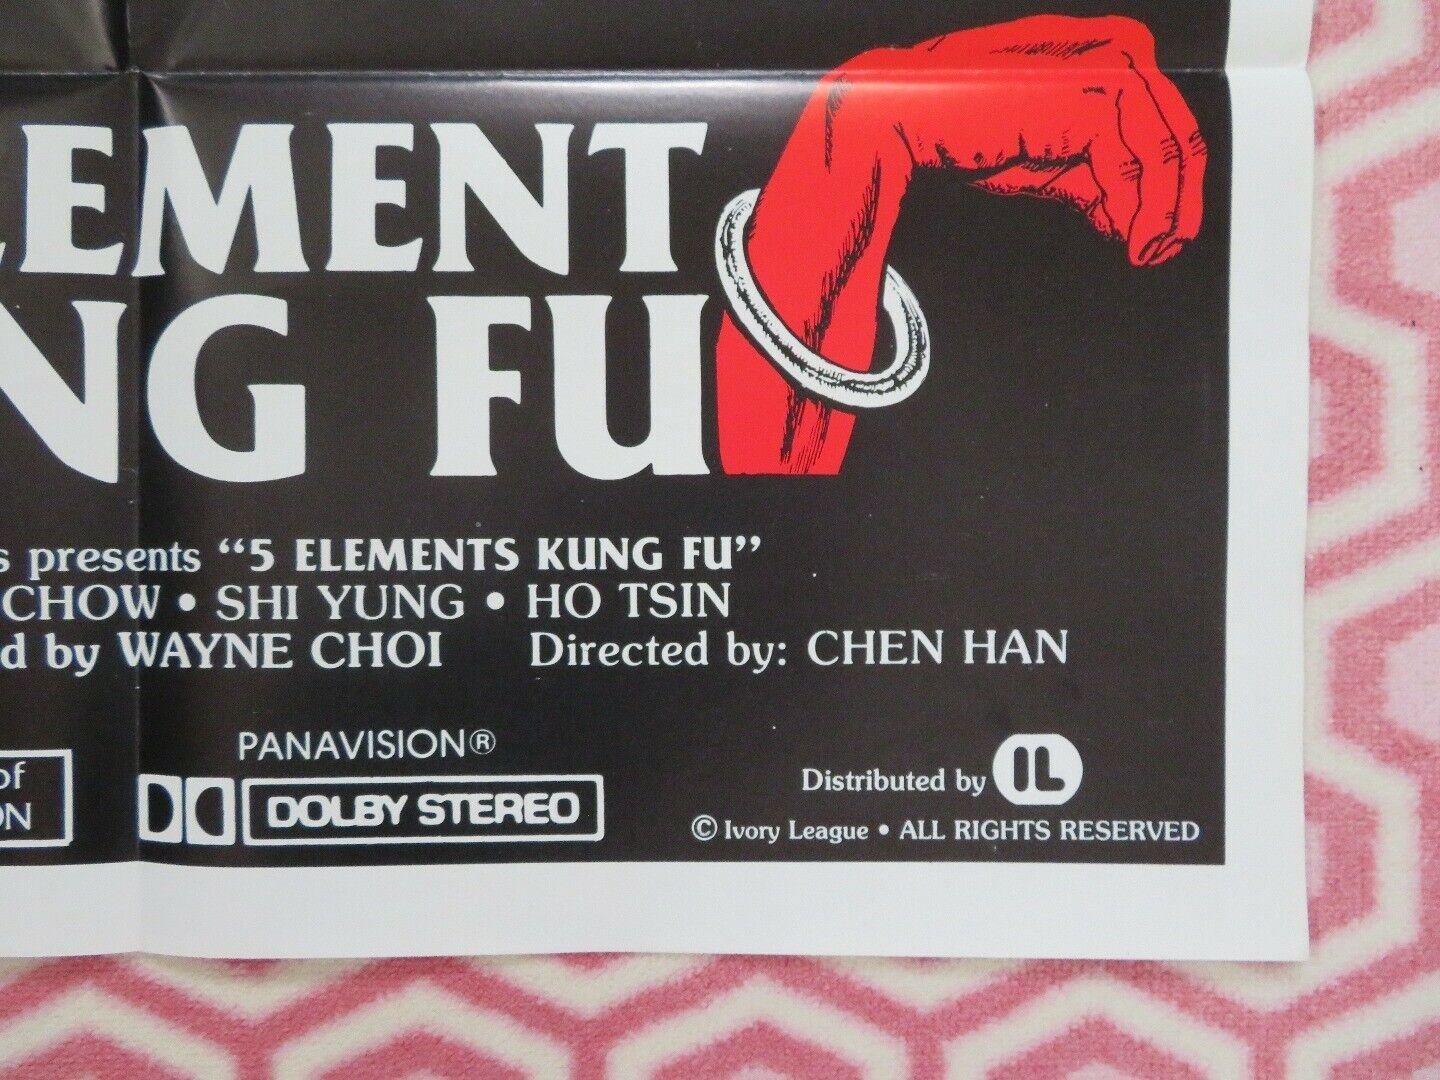 LEMENT
NG FU
s presents “5 ELEMENTS KUNG FU”
CHOW • SHI YUNG • HO TSIN
d by WAYNE CHOI Directed by: CHEN HAN
of
ON
PANAVISION®
DOLBY STEREO
Distributed by IL
© Ivory League • ALL RIGHTS RESERVED